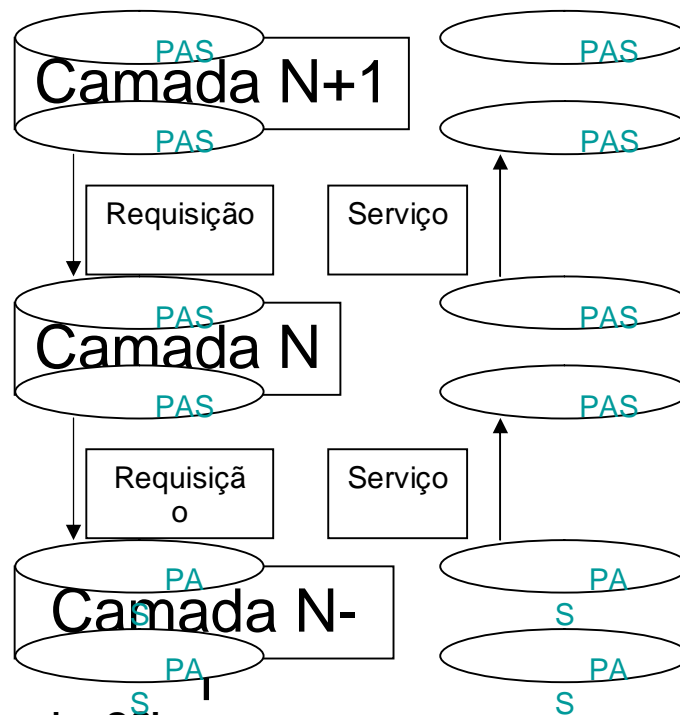 PAS PAS
Camada N+1
PAS PAS
Requisição Serviço
PAS PAS
Camada N
PAS PAS
Requisiçã
o
Serviço
PA PA
S S
Camada N-
PA PA
S S